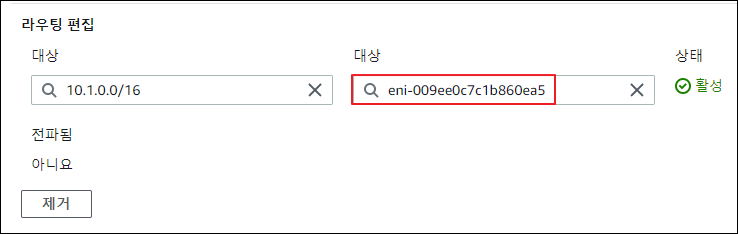 라우팅 편집
대상 대상 상태
10.1.0.0/16 eni-009ee0c7c1b860ea5 활성
전파됨
아니요
제거